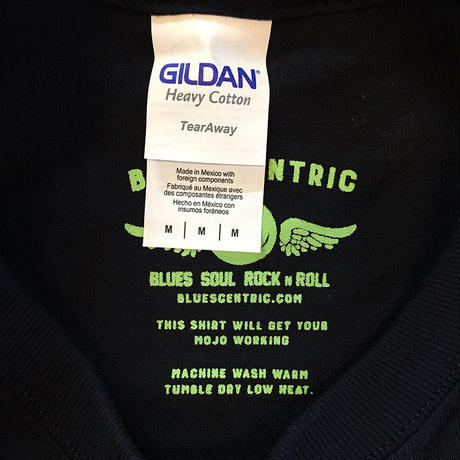 GILDAN®
Heavy Cotton
TearAway
Made in Mexico with
foreign components
Fabriqué au Mexique avec
des composantes étrangers
Hecho en México con
insumos foráneos
M | M | M
B NTRIC
BLUES SOUL ROCK N ROLL
BLUESCENTRIC.COM
THIS SHIRT WILL GET YOUR
MOJO WORKING
MACHINE WASH WARM
TUMBLE DRY LOW HEAT.